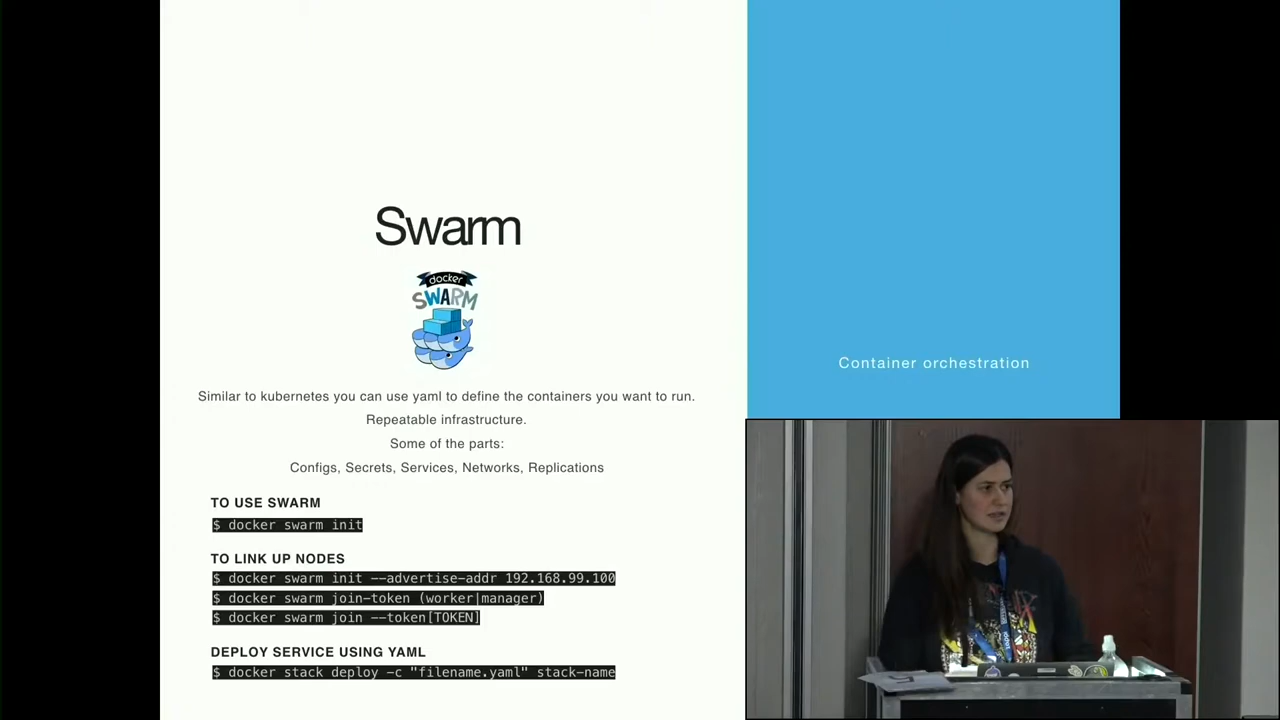 Swarm
docker
SWARM
Similar to kubernetes you can use yaml to define the containers you want to run.
Repeatable infrastructure.
Some of the parts:
Configs, Secrets, Services, Networks, Replications
TO USE SWARM
$ docker swarm init
TO LINK UP NODES
$ docker swarm init --advertise-addr 192.168.99.100
$ docker swarm join-token (worker|manager)
$ docker swarm join --token[TOKEN]
DEPLOY SERVICE USING YAML
$ docker stack deploy -c "filename.yaml" stack-name
Container orchestration